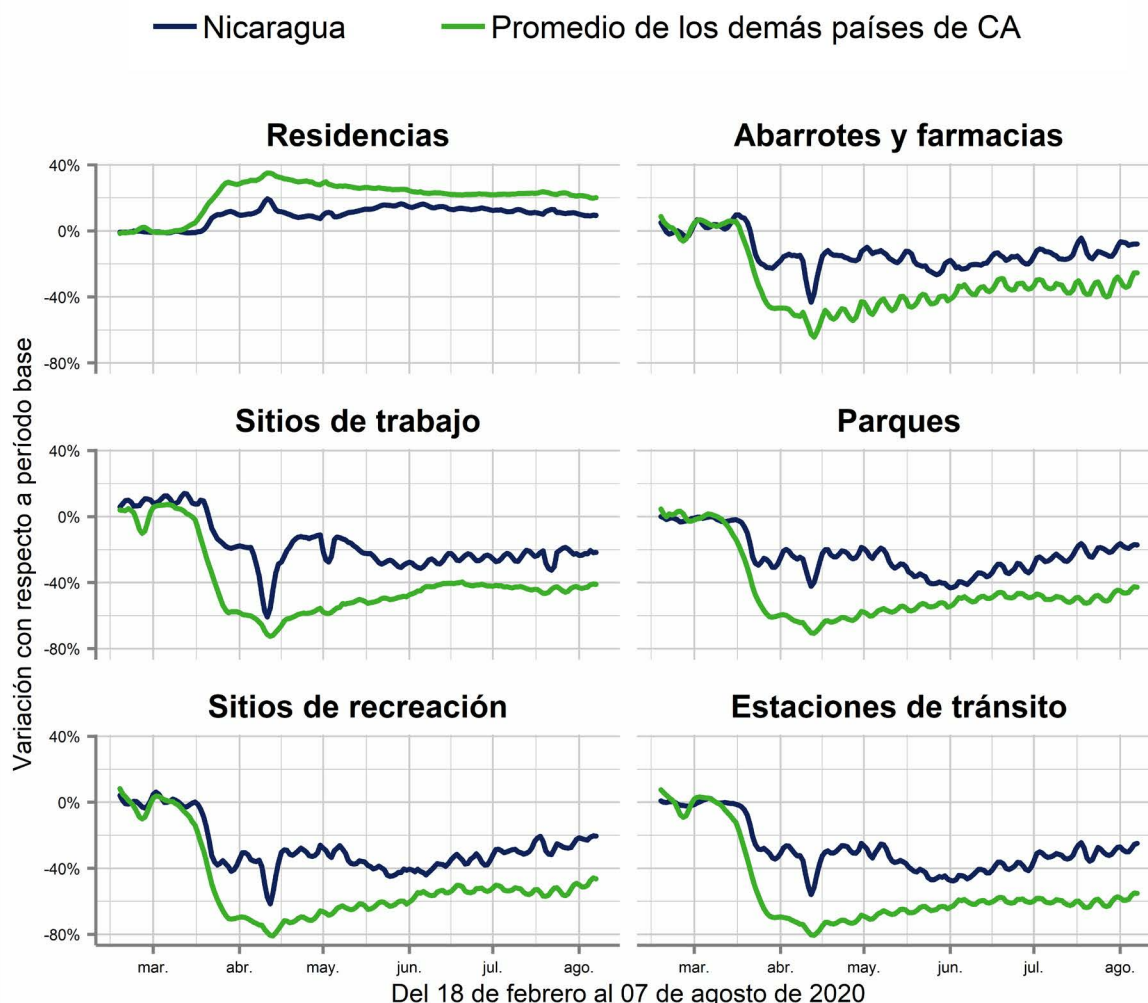 Nicaragua
Promedio de los demás países de CA
Residencias
Abarrotes y farmacias
40%
0%
-40%
-80%
Sitios de trabajo
Parques
40%
0%
-40%
-80%
Sitios de recreación
Estaciones de tránsito
40%
0%
-40%
-80%
mar. abr. may. jun. jul. ago.
mar. abr. may. jun. jul. ago.
Variación con respecto a período base
Del 18 de febrero al 07 de agosto de 2020